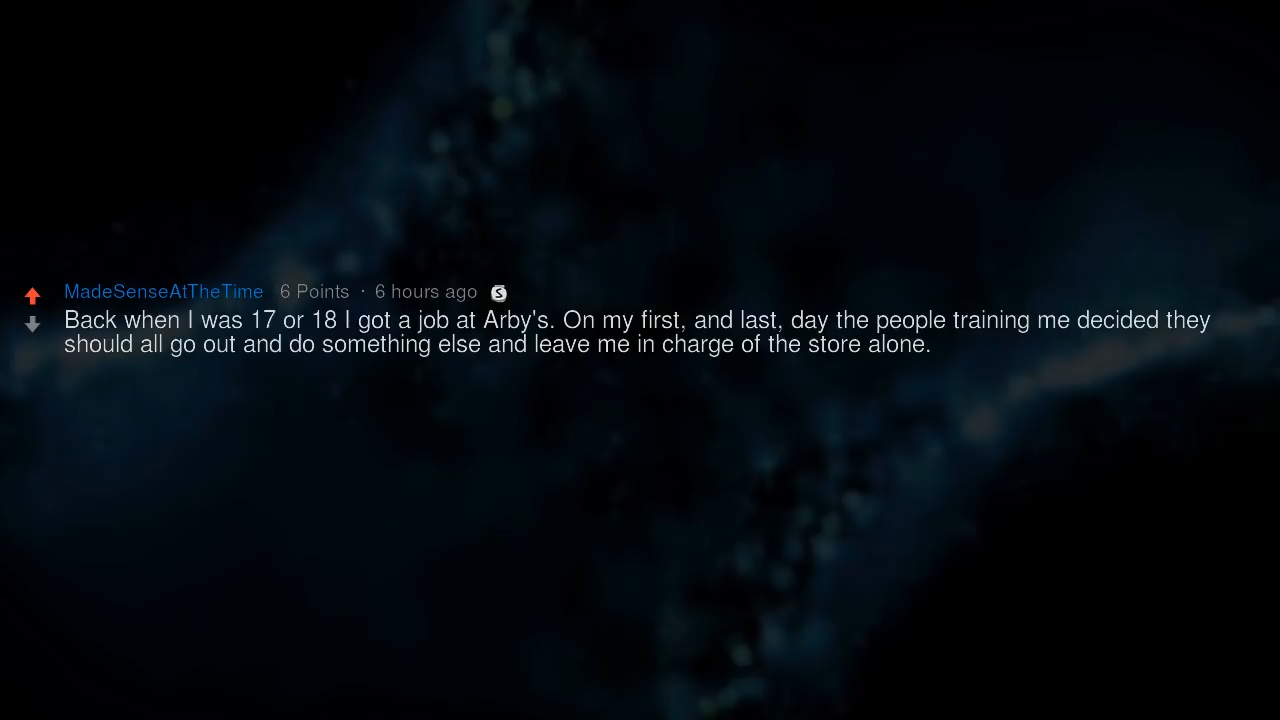 MadeSenseAtTheTime 6 Points · 6 hours ago S
Back when I was 17 or 18 I got a job at Arby's. On my first, and last, day the people training me decided they
should all go out and do something else and leave me in charge of the store alone.